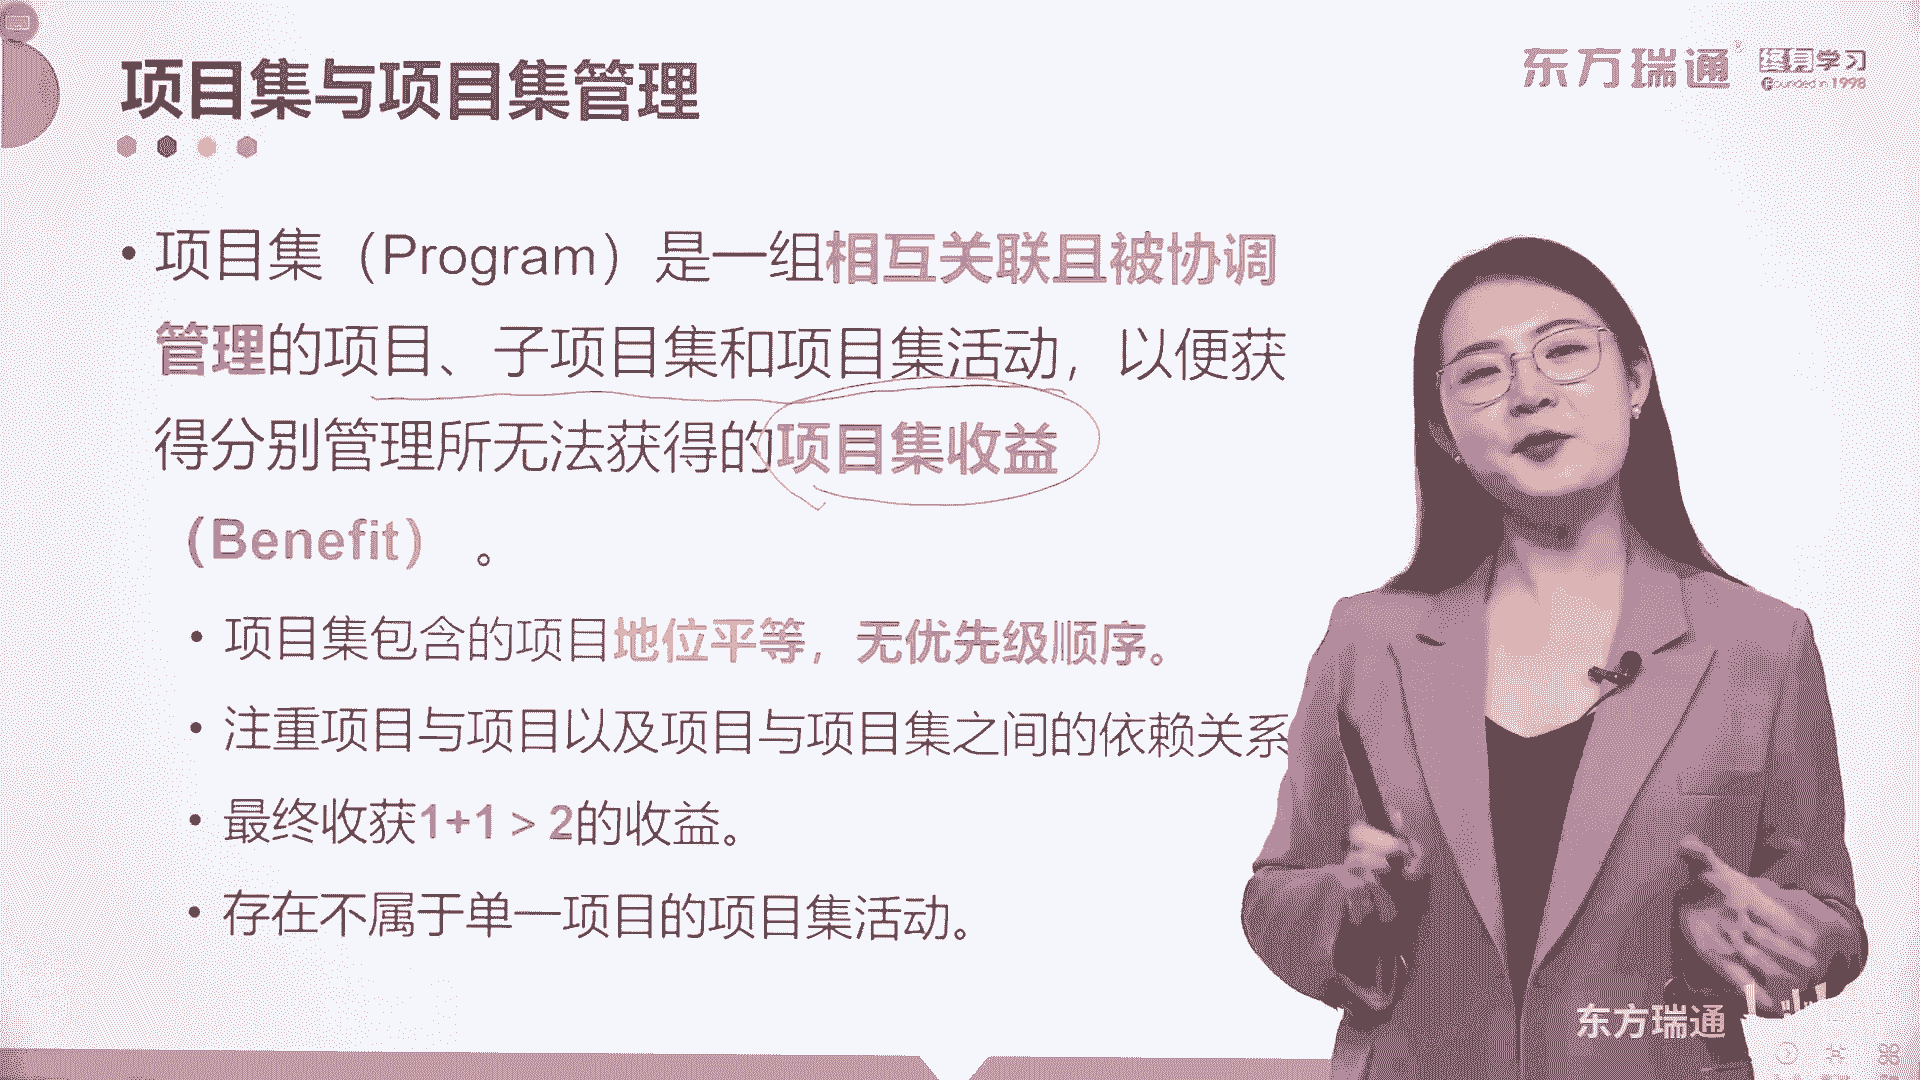 项目集与项目集管理
东方瑞通
终身学习
Founded in 1998
• 项目集（Program）是一组相互关联且被协调
管理的项目、子项目集和项目集活动，以便获
得分别管理所无法获得的项目集收益
（Benefit） 。
• 项目集包含的项目地位平等，无优先级顺序。
• 注重项目与项目以及项目与项目集之间的依赖关系
• 最终收获1+1＞2的收益。
• 存在不属于单一项目的项目集活动。
东方瑞通